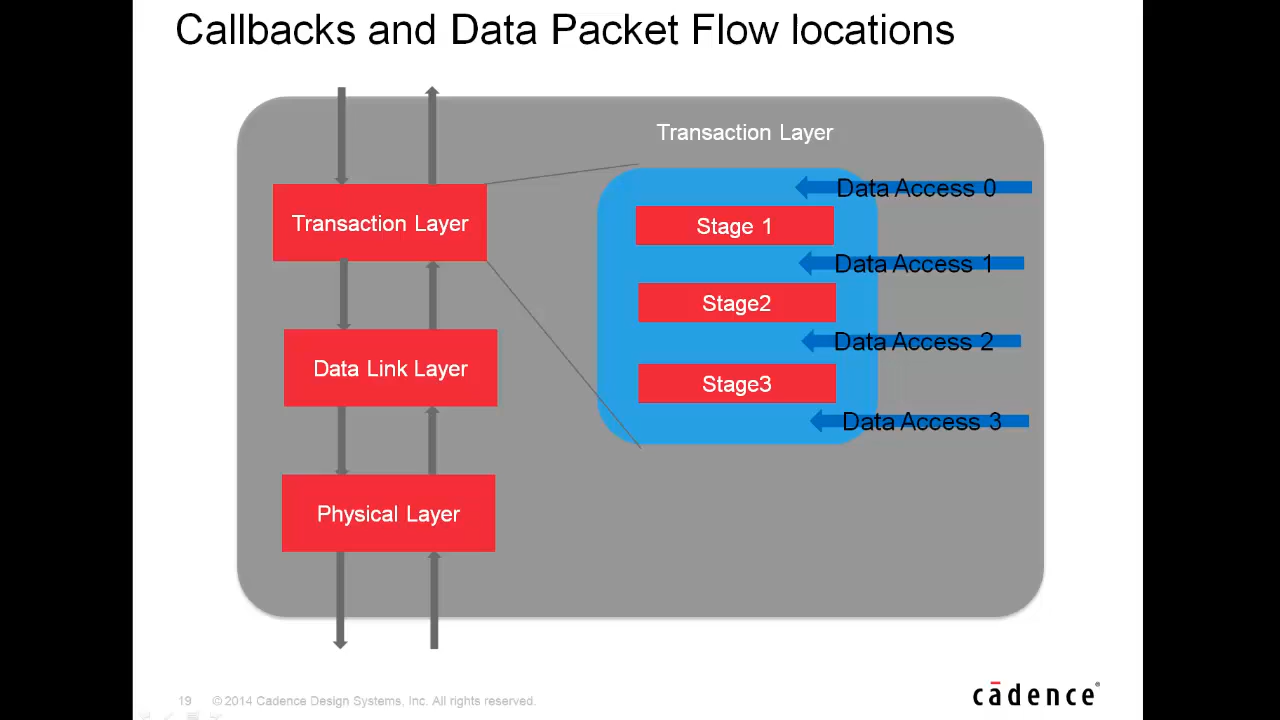 Callbacks and Data Packet Flow locations
Transaction Layer
Data Access 0
Stage 1
Transaction Layer
Data Access 1
Stage2
Data Access 2
Data Link Layer
Stage3
Data Access 3
Physical Layer
19 © 2014 Cadence Design Systems, Inc. All rights reserved.
cādence®